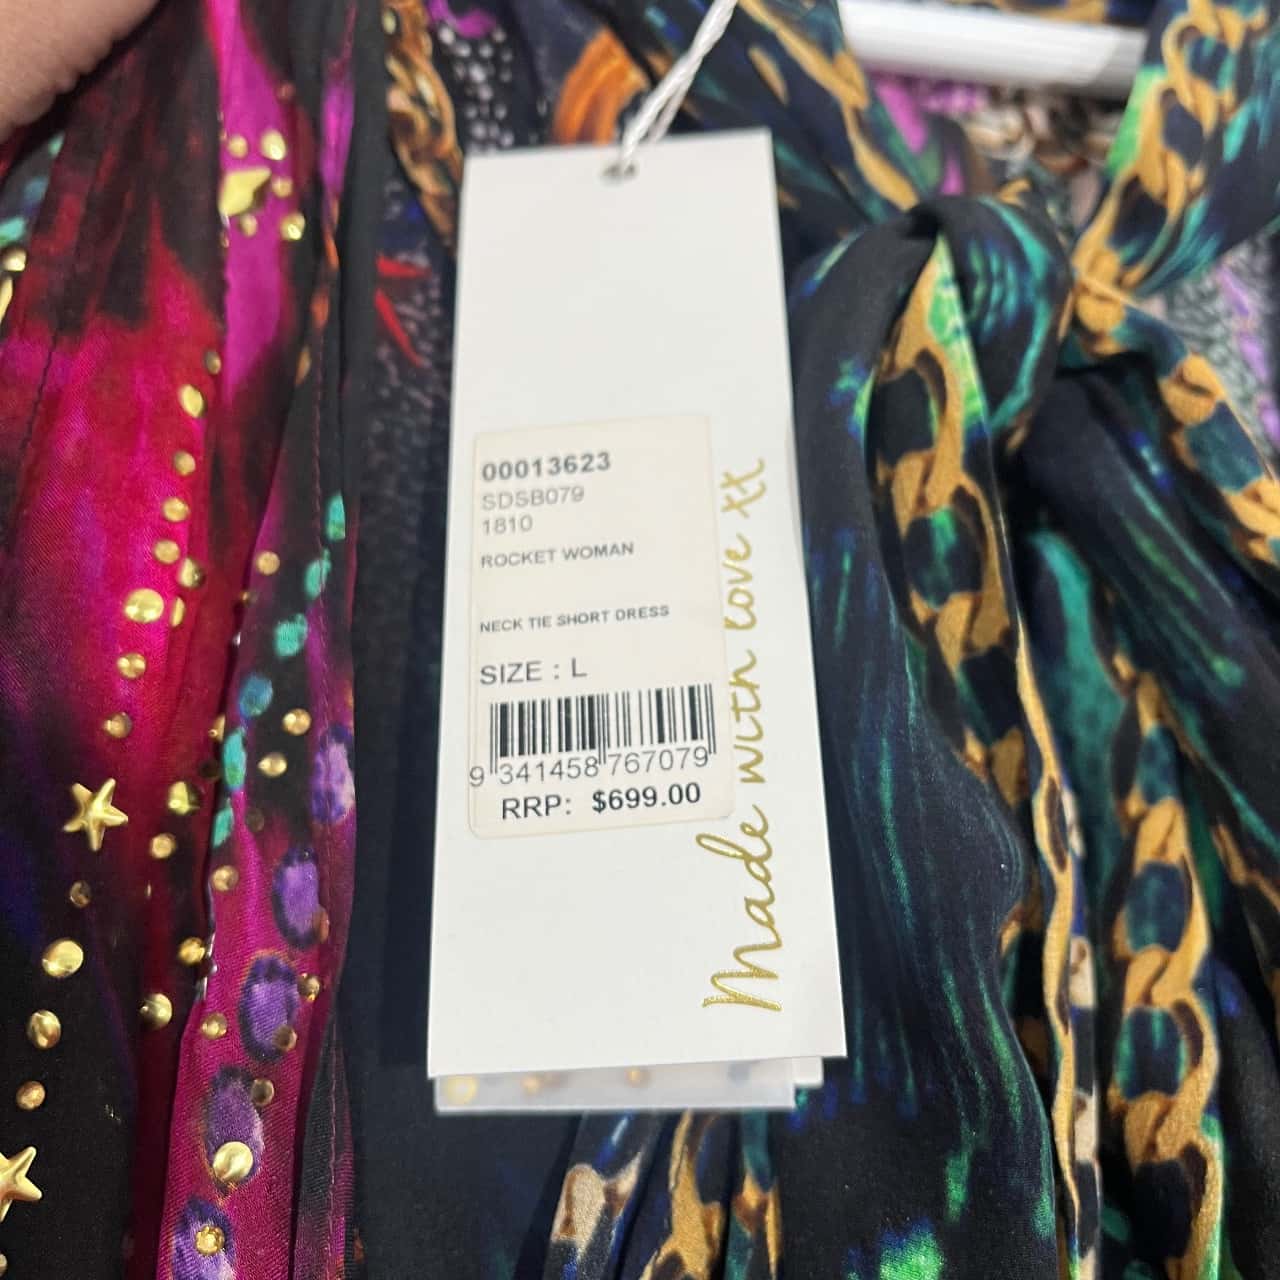 00013623
SDSB079
1810
ROCKET WOMAN
NECK TIE SHORT DRESS
SIZE : L
9 341458 767079
RRP: $699.00
Made with love xx